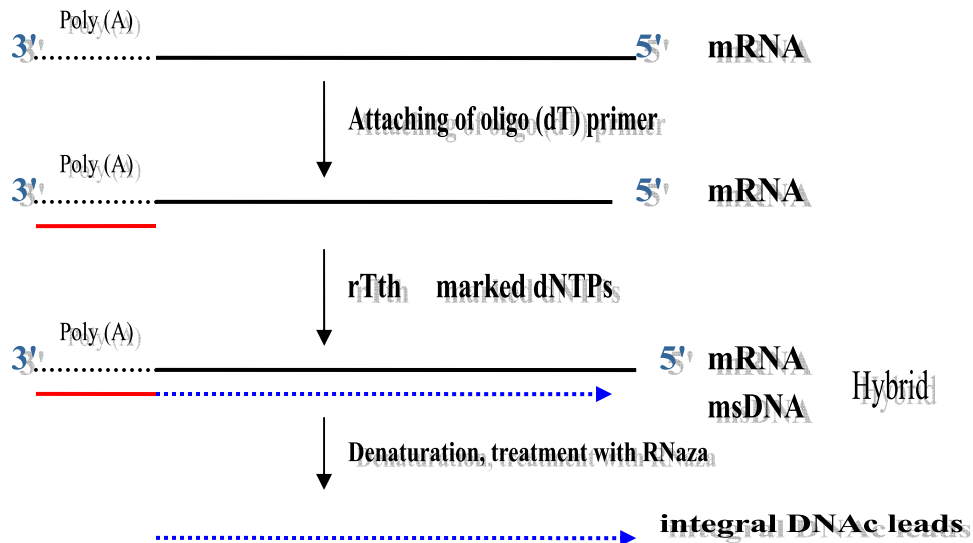 Poly (A)
3' 5' mRNA
Attaching of oligo (dT) primer
Poly (A)
3' 5' mRNA
rTth marked dNTPs
Poly (A)
3' 5' mRNA
Hybrid
msDNA
Denaturation, treatment with RNaza
integral DNAc leads